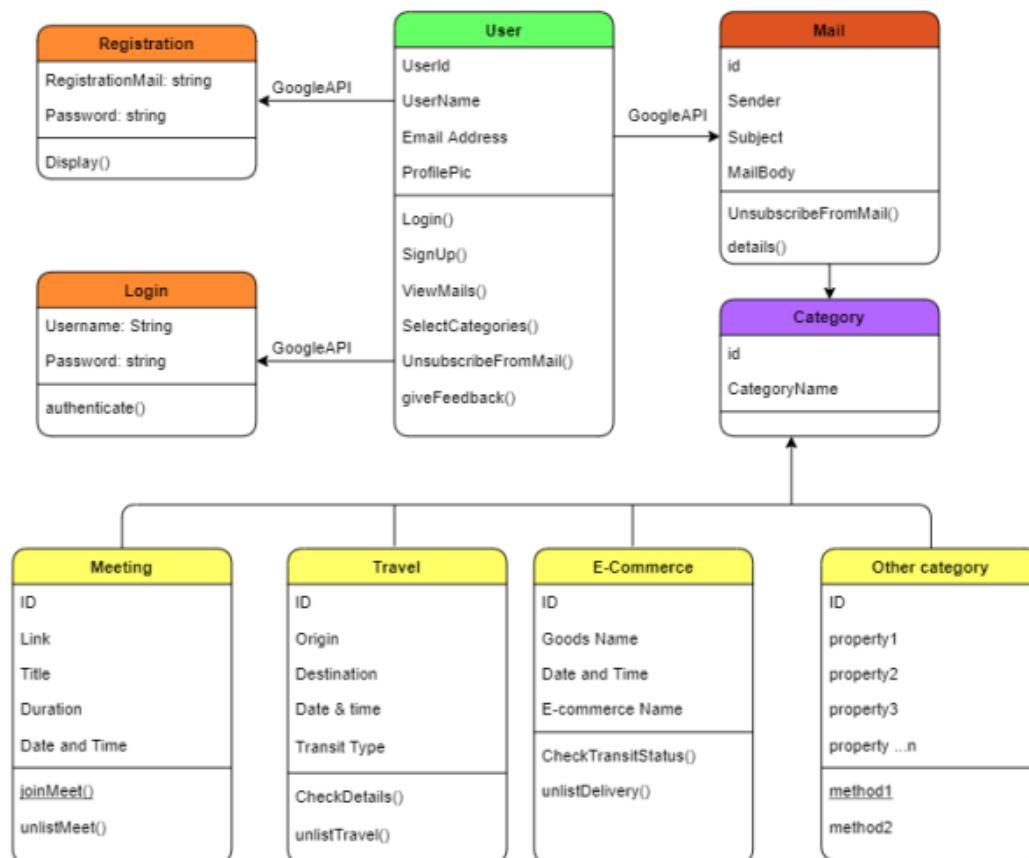 Registration
RegistrationMail: string
Password: string
Display()
GoogleAPI
User
UserId
UserName
Email Address
ProfilePic
Login()
SignUp()
ViewMails()
SelectCategories()
UnsubscribeFromMail()
giveFeedback()
GoogleAPI
Mail
id
Sender
Subject
MailBody
UnsubscribeFromMail()
details()
Login
Username: String
Password: string
authenticate()
GoogleAPI
Category
id
CategoryName
Meeting
ID
Link
Title
Duration
Date and Time
joinMeet()
unlistMeet()
Travel
ID
Origin
Destination
Date & time
Transit Type
CheckDetails()
unlistTravel()
E-Commerce
ID
Goods Name
Date and Time
E-commerce Name
CheckTransitStatus()
unlistDelivery()
Other category
ID
property1
property2
property3
property ...n
method1
method2